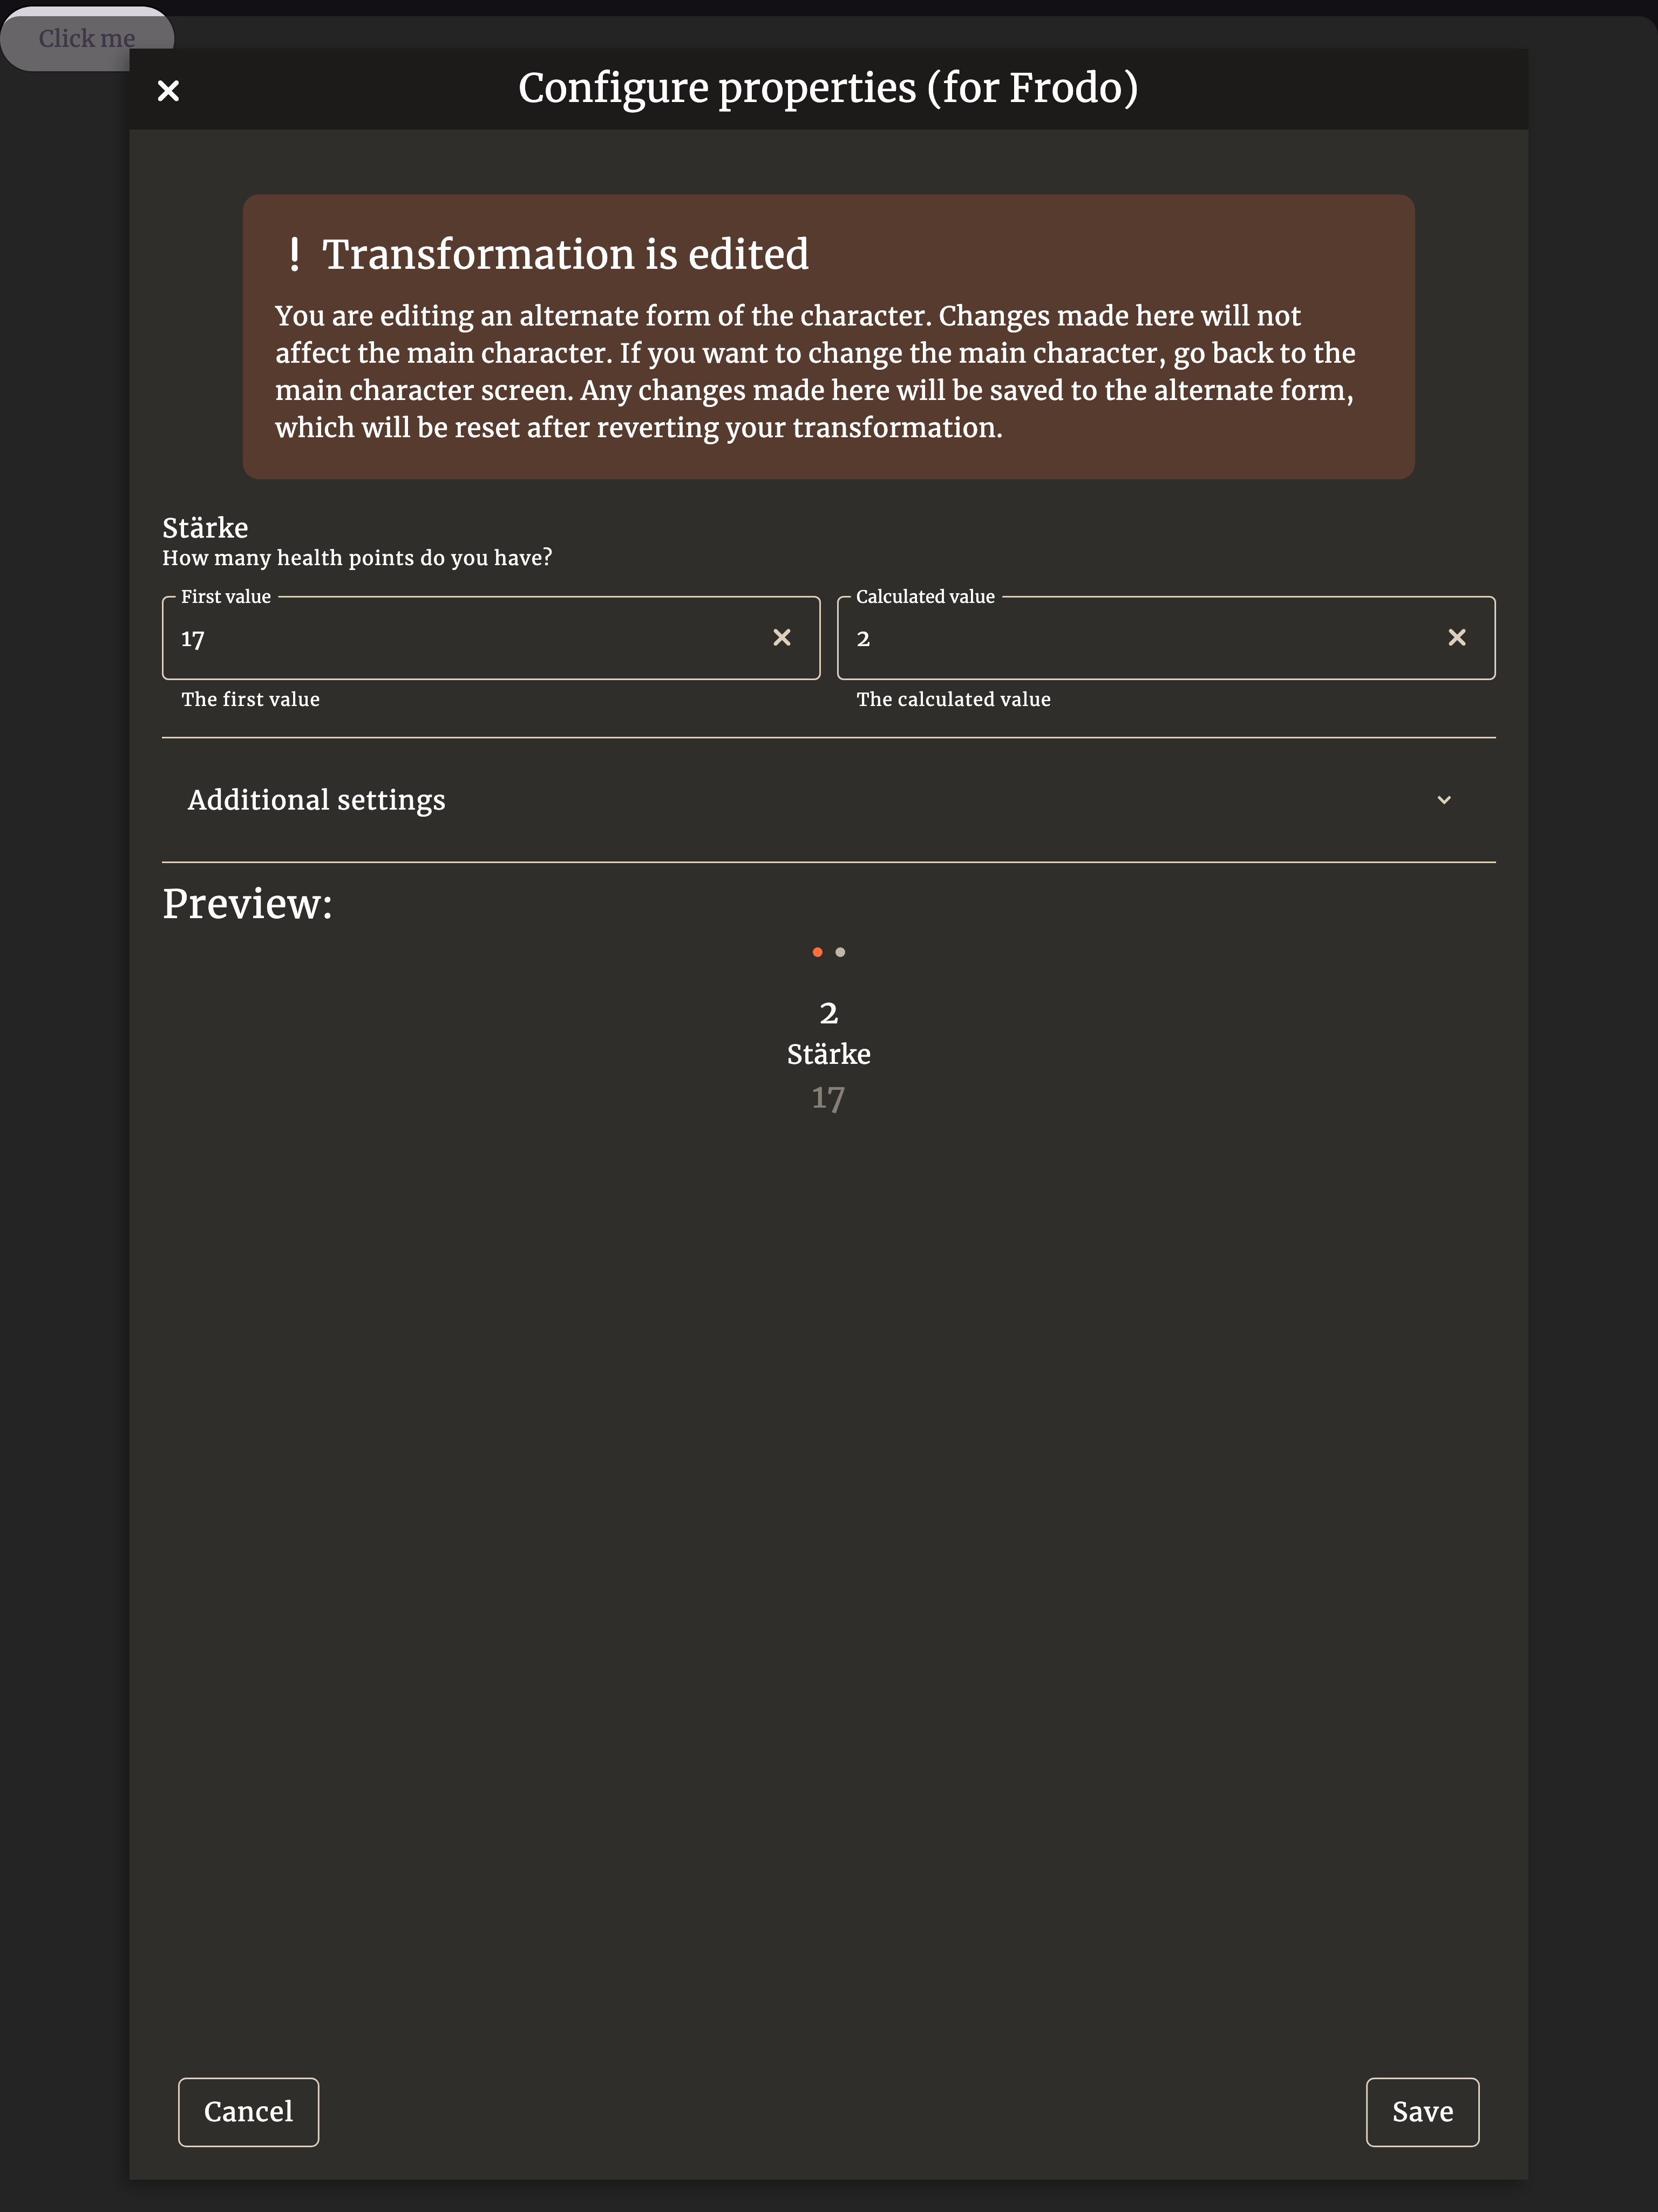 Click me
Configure properties (for Frodo)
! Transformation is edited
You are editing an alternate form of the character. Changes made here will not
affect the main character. If you want to change the main character, go back to the
main character screen. Any changes made here will be saved to the alternate form,
which will be reset after reverting your transformation.
Stärke
How many health points do you have?
First value
17
The first value
Calculated value
2
The calculated value
Additional settings
Preview:
2
Stärke
17
Cancel
Save